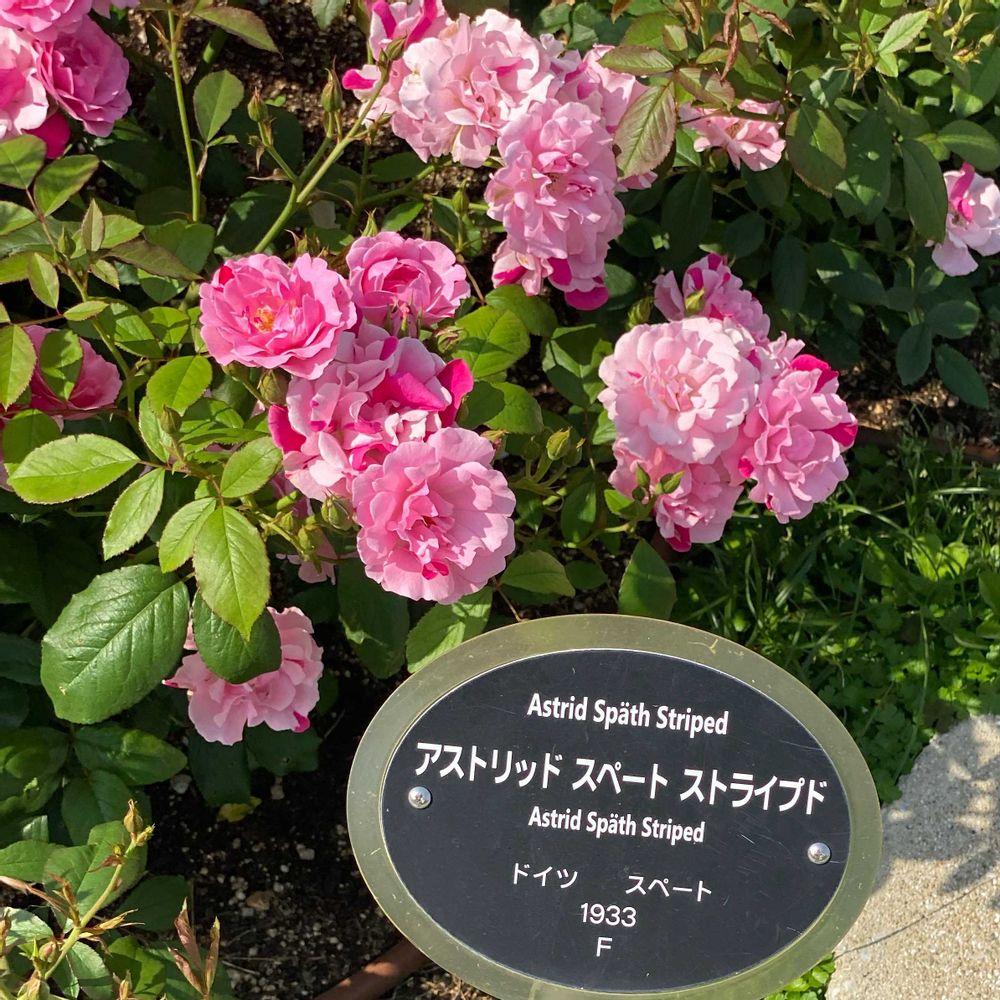 Astrid Späth Striped
アストリッド スペート ストライプド
Astrid Späth Striped
ドイツ スペート
1933
F